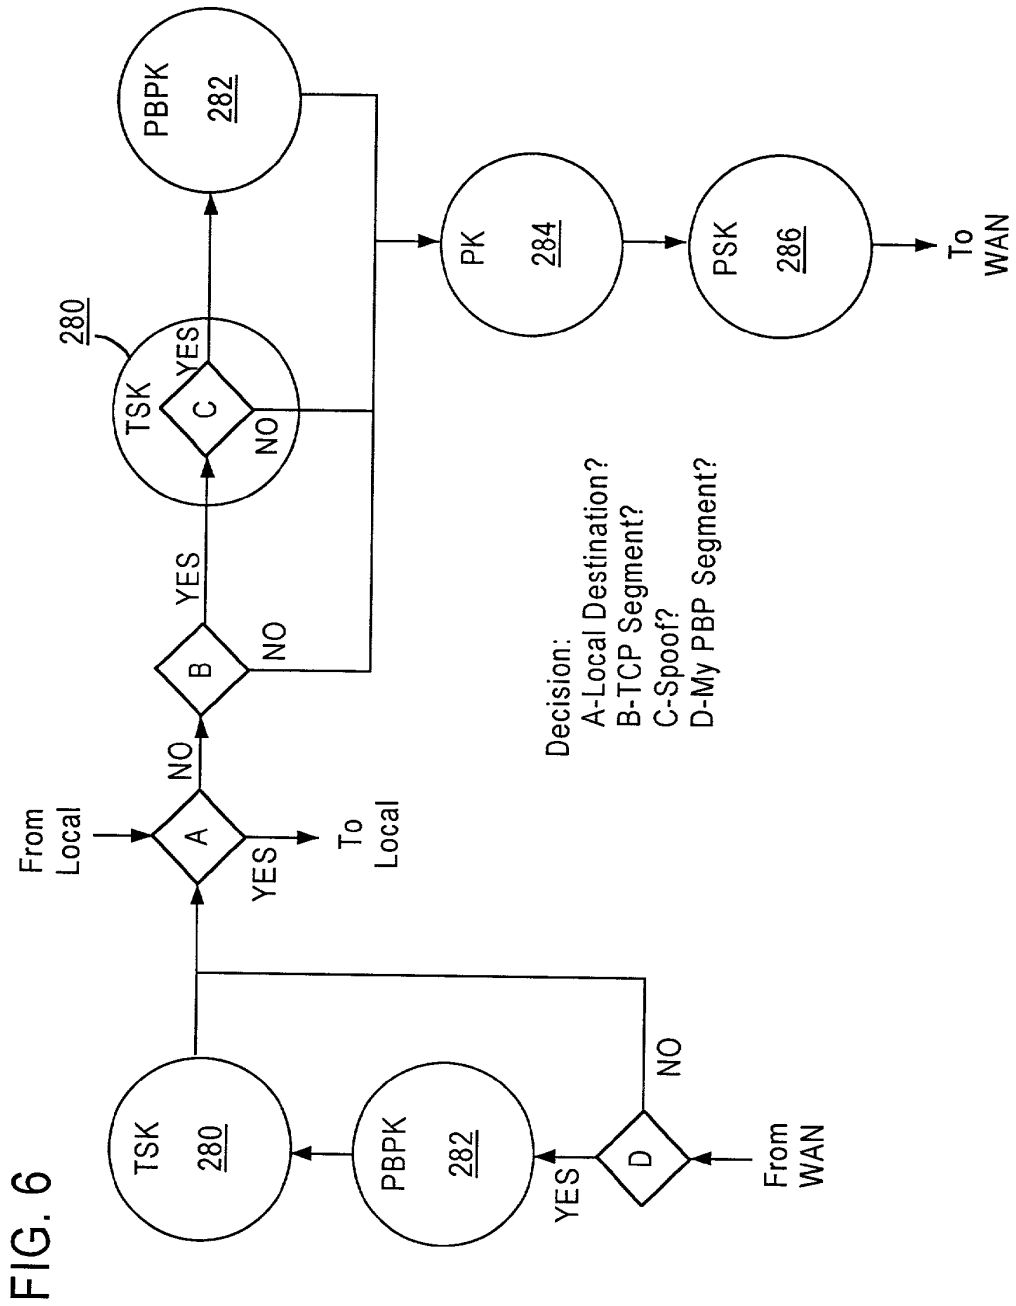 FIG. 6
From
Local
280
TSK
280
TSK
C
YES
NO
PBPK
282
A
NO
YES
B
YES
NO
To
Local
PBPK
282
YES
D
NO
From
WAN
PK
284
PSK
286
To
WAN
Decision:
A-Local Destination?
B-TCP Segment?
C-Spoof?
D-My PBP Segment?